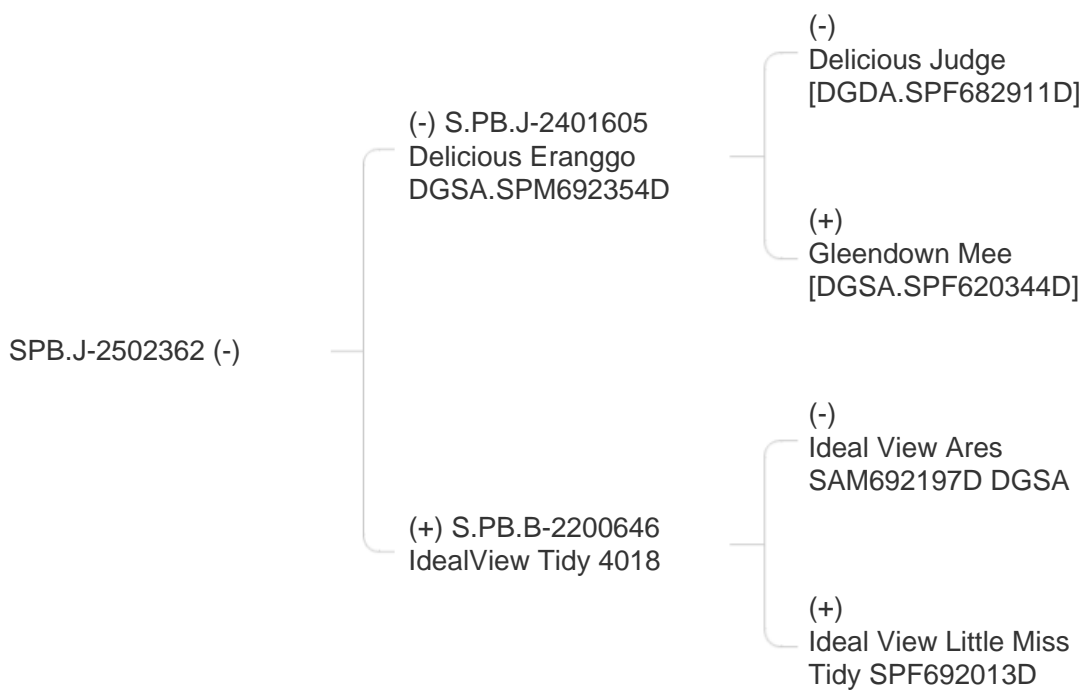 (-)
Delicious Judge
[DGDA.SPF682911D]
(-) S.PB.J-2401605
Delicious Eranggo
DGSA.SPM692354D
(+)
Gleendown Mee
[DGSA.SPF620344D]
SPB.J-2502362 (-)
(-)
Ideal View Ares
SAM692197D DGSA
(+) S.PB.B-2200646
IdealView Tidy 4018
(+)
Ideal View Little Miss
Tidy SPF692013D